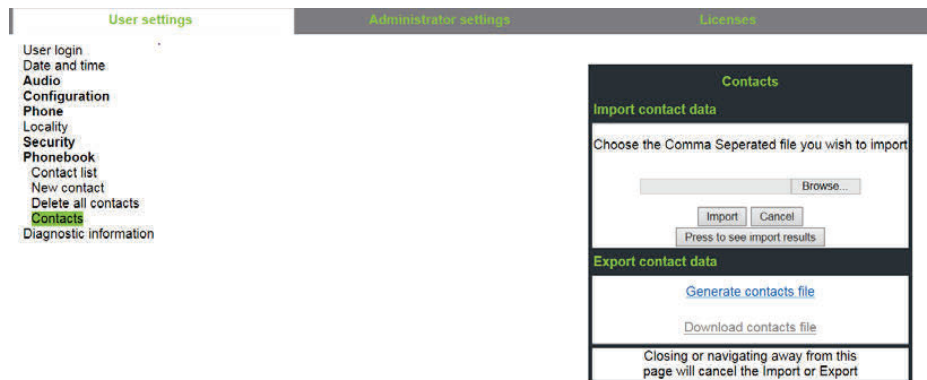 User settings
Administrator settings
Licenses
User login
Date and time
Audio
Configuration
Phone
Locality
Security
Phonebook
Contact list
New contact
Delete all contacts
Contacts
Diagnostic information
Contacts
Import contact data
Choose the Comma Seperated file you wish to import
Browse...
Import Cancel
Press to see import results
Export contact data
Generate contacts file
Download contacts file
Closing or navigating away from this
page will cancel the Import or Export